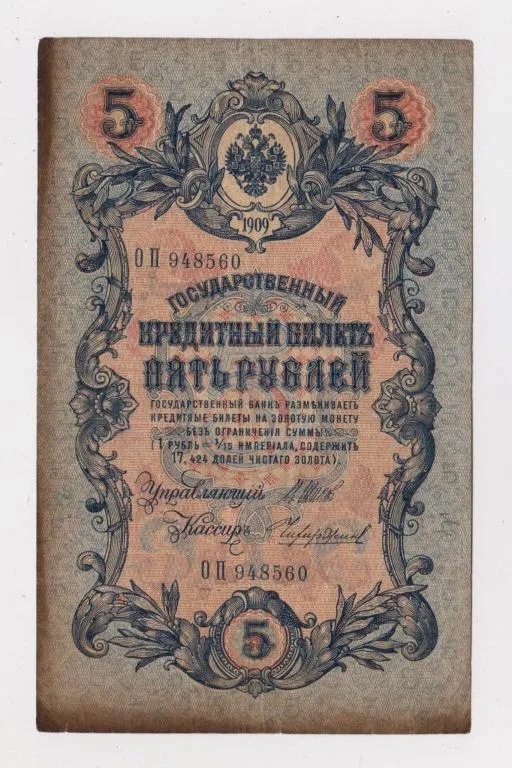 5 5
1909
ОП 948560
ГОСУДАРСТВЕННЫЙ
КРЕДИТНЫЙ БИЛЕТЪ
ПЯТЬ РУБЛЕЙ
ГОСУДАРСТВЕННЫЙ БАНКЪ РАЗМѢНИВАЕТЪ
КРЕДИТНЫЕ БИЛЕТЫ НА ЗОЛОТУЮ МОНЕТУ
БЕЗЪ ОГРАНИЧЕНІЯ СУММЫ
(1 РУБЛЬ = 1/15 ИМПЕРІАЛА, СОДЕРЖИТЪ
17,424 ДОЛЕЙ ЧИСТАГО ЗОЛОТА).
Управляющій
Кассиръ
ОП 948560
5